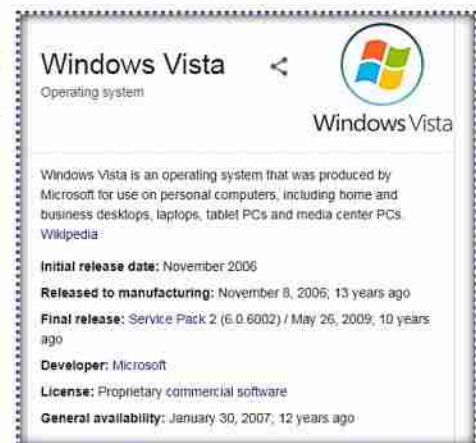 Windows Vista
Operating system
Windows Vista
Windows Vista is an operating system that was produced by
Microsoft for use on personal computers, including home and
business desktops, laptops, tablet PCs and media center PCs.
Wikipedia
Initial release date: November 2006
Released to manufacturing: November 8, 2006; 13 years ago
Final release: Service Pack 2 (6.0.6002) / May 26, 2009; 10 years
ago
Developer: Microsoft
License: Proprietary commercial software
General availability: January 30, 2007; 12 years ago